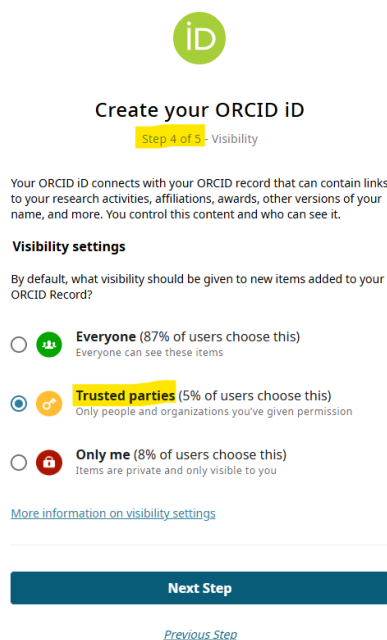 iD
Create your ORCID iD
Step 4 of 5 - Visibility
Your ORCID iD connects with your ORCID record that can contain links
to your research activities, affiliations, awards, other versions of your
name, and more. You control this content and who can see it.
Visibility settings
By default, what visibility should be given to new items added to your
ORCID Record?
Everyone (87% of users choose this)
Everyone can see these items
Trusted parties (5% of users choose this)
Only people and organizations you've given permission
Only me (8% of users choose this)
Items are private and only visible to you
More information on visibility settings
Next Step
Previous Step